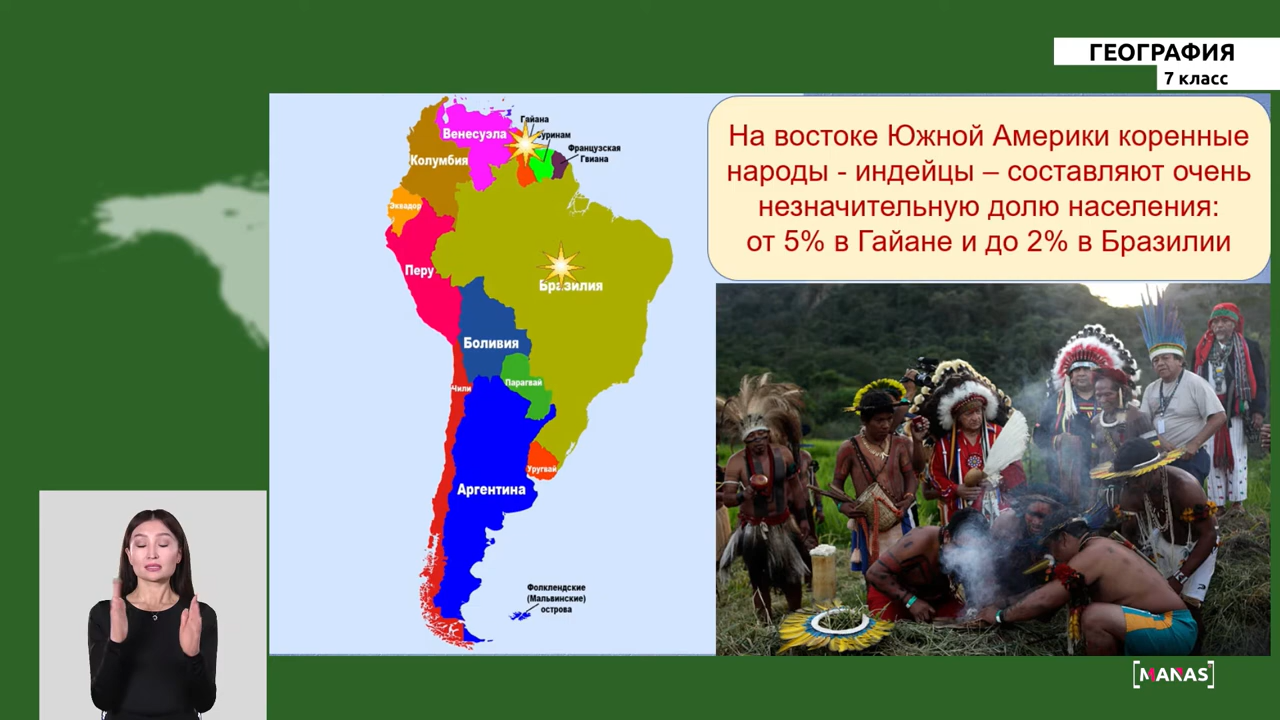 ГЕОГРАФИЯ
7 класс
На востоке Южной Америки коренные
народы - индейцы – составляют очень
незначительную долю населения:
от 5% в Гайане и до 2% в Бразилии
Гайана
Суринам
Французская
Гвиана
Венесуэла
Колумбия
Эквадор
Перу
Бразилия
Боливия
Чили
Парагвай
Уругвай
Аргентина
Фолклендские
(Мальвинские)
острова
[MANAS]